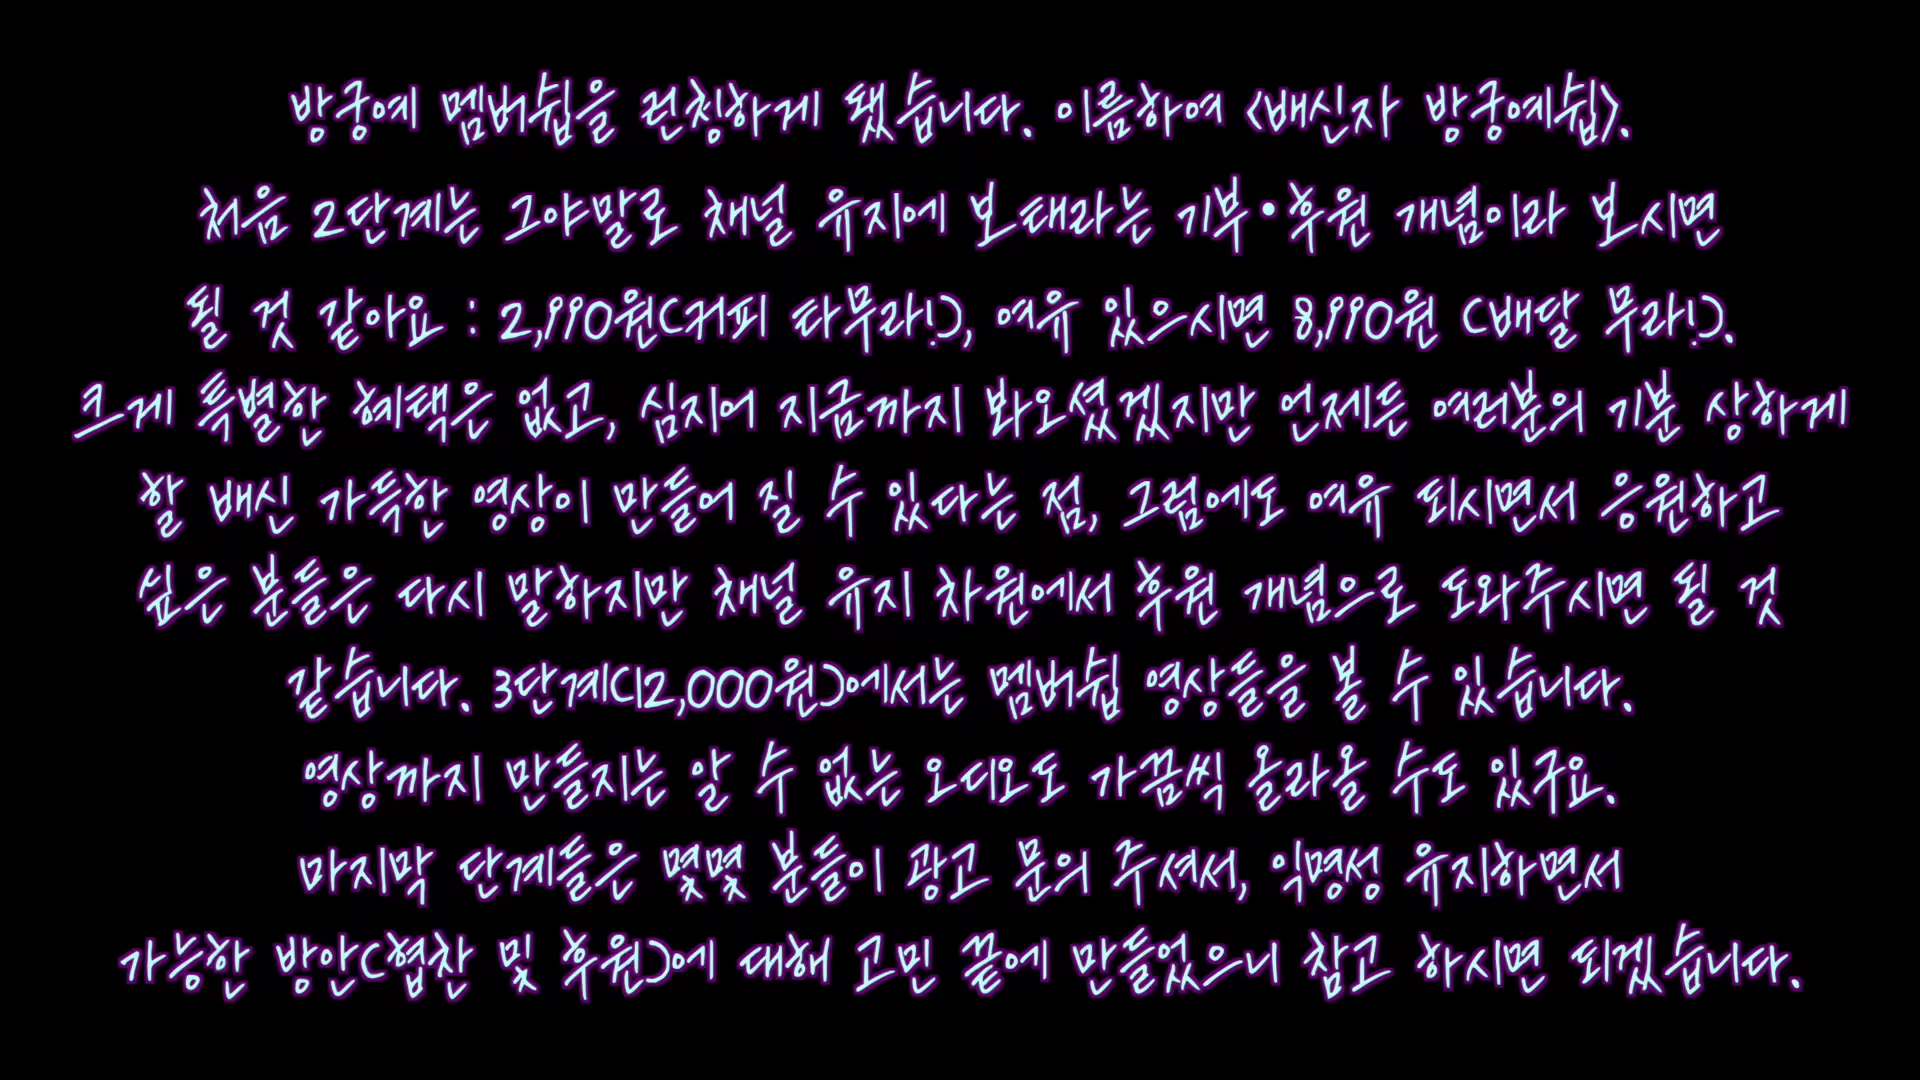 방궁예 멤버쉽을 런칭하게 됐습니다. 이름하여 <배신자 방궁예쉽>.
처음 2단계는 그야말로 채널 유지에 보태라는 기부•후원 개념이라 보시면
될 것 같아요 : 2,990원(커피 타무라!), 여유 있으시면 8,990원 (배달 무라!).
크게 특별한 혜택은 없고, 심지어 지금까지 봐오셨겠지만 언제든 여러분의 기분 상하게
할 배신 가득한 영상이 만들어 질 수 있다는 점, 그럼에도 여유 되시면서 응원하고
싶은 분들은 다시 말하지만 채널 유지 차원에서 후원 개념으로 도와주시면 될 것
같습니다. 3단계(12,000원)에서는 멤버쉽 영상들을 볼 수 있습니다.
영상까지 만들지는 알 수 없는 오디오도 가끔씩 올라올 수도 있구요.
마지막 단계들은 몇몇 분들이 광고 문의 주셔서, 익명성 유지하면서
가능한 방안(협찬 및 후원)에 대해 고민 끝에 만들었으니 참고 하시면 되겠습니다.